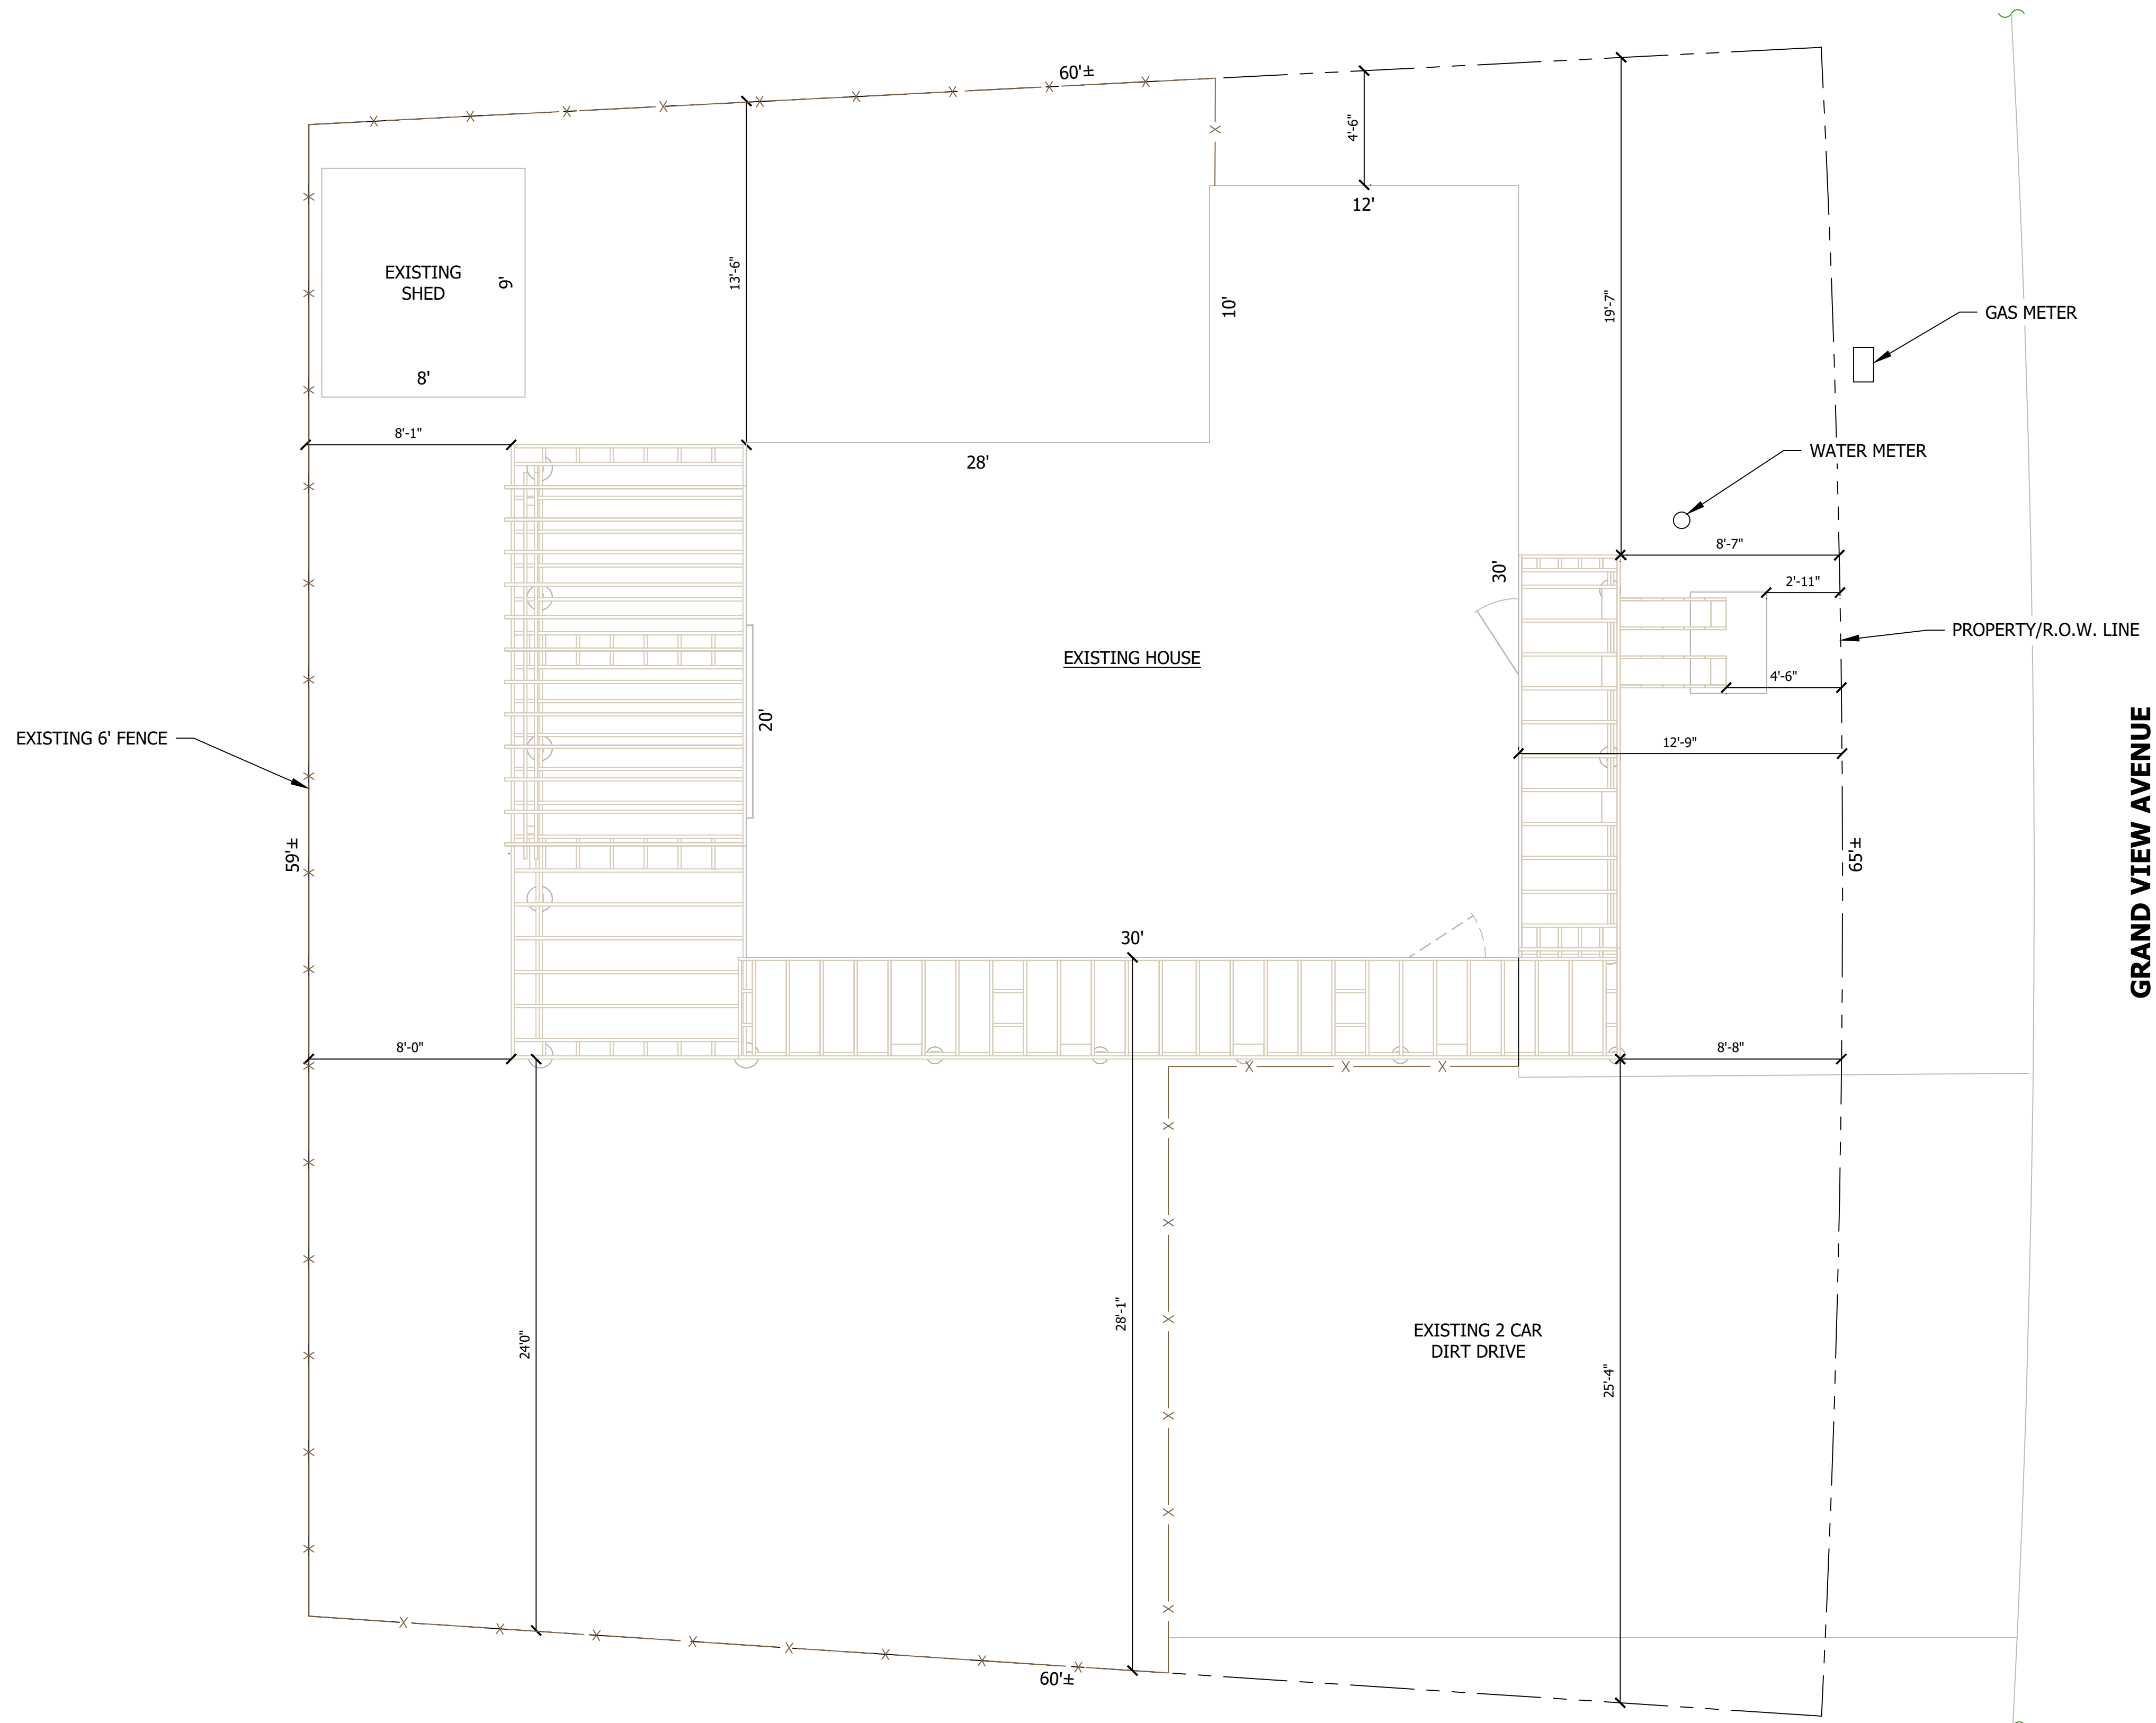 60'±
4'-6"
12'
13'-6"
19'-7"
EXISTING
SHED
9'
8'
10'
GAS METER
8'-1"
28'
WATER METER
8'-7"
30'
2'-11"
PROPERTY/R.O.W. LINE
EXISTING HOUSE
4'-6"
20'
12'-9"
EXISTING 6' FENCE
GRAND VIEW AVENUE
59'±
65'±
30'
8'-0"
8'-8"
24'0"
28'-1"
EXISTING 2 CAR
DIRT DRIVE
25'-4"
60'±